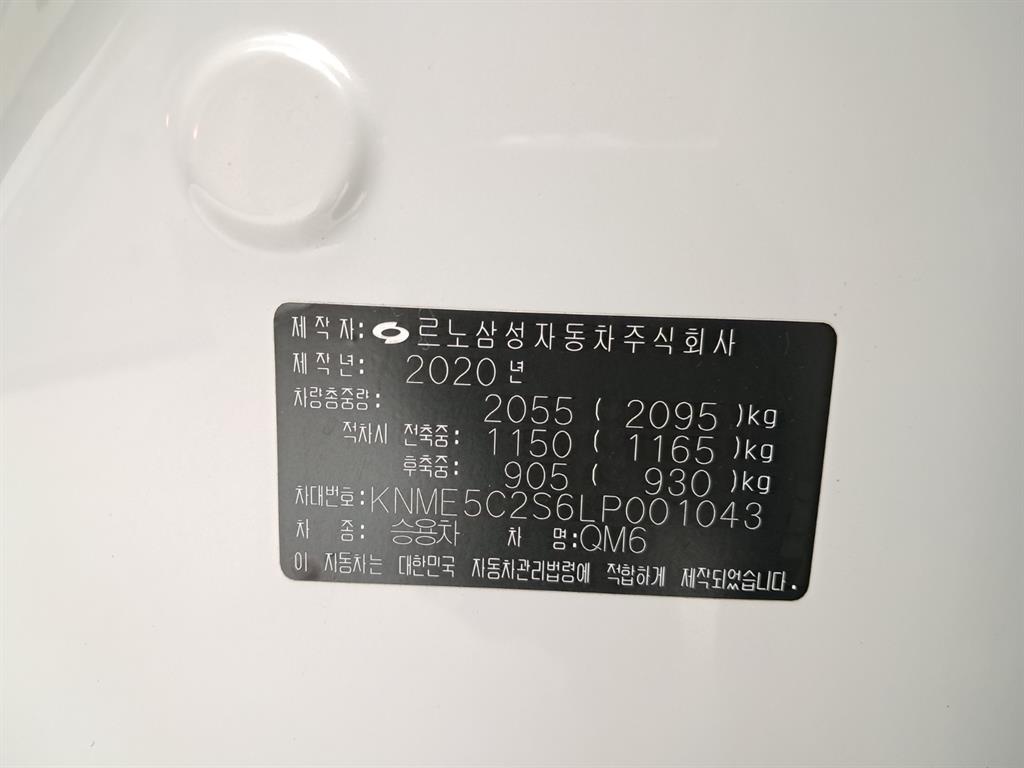 제작자: 르노삼성자동차주식회사
제작년: 2020년
차량총중량: 2055 ( 2095 )kg
적차시 전축중: 1150 ( 1165 )kg
후축중: 905 ( 930 )kg
차대번호:KNME5C2S6LP001043
차 종: 승용차 차 명:QM6
이 자동차는 대한민국 자동차관리법령에 적합하게 제작되었습니다.